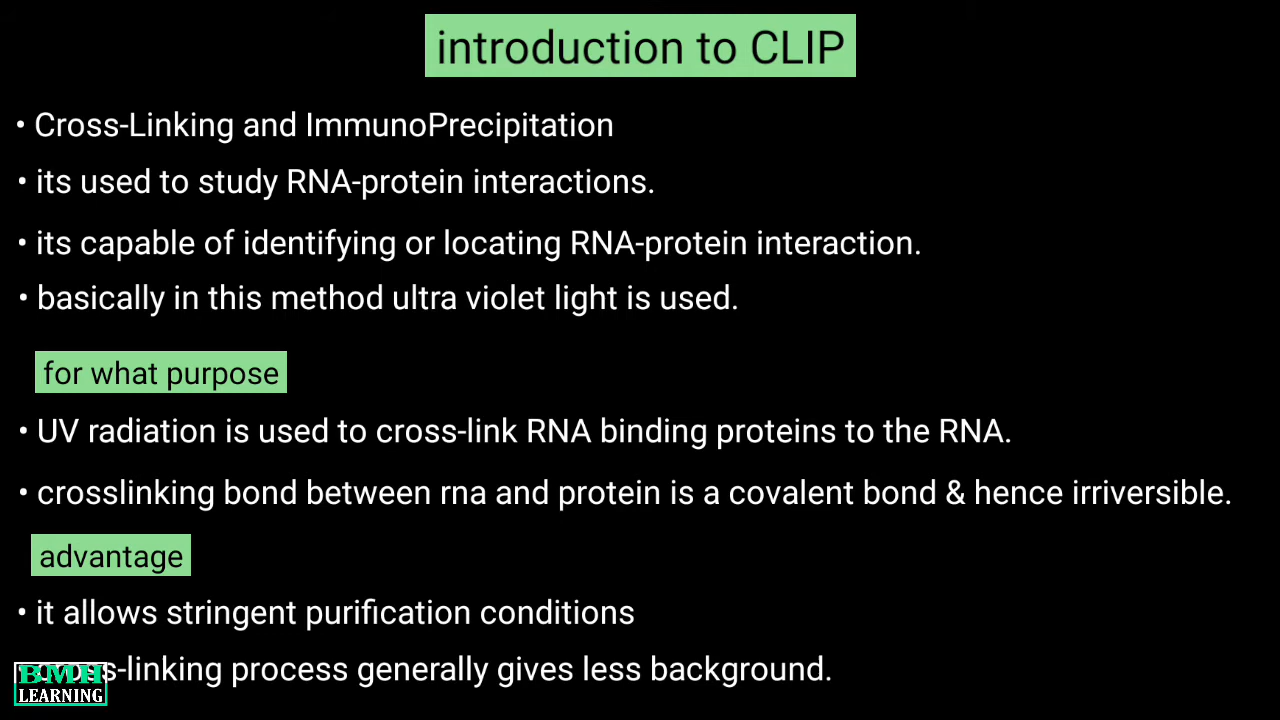 introduction to CLIP
• Cross-Linking and ImmunoPrecipitation
• its used to study RNA-protein interactions.
• its capable of identifying or locating RNA-protein interaction.
• basically in this method ultra violet light is used.
for what purpose
• UV radiation is used to cross-link RNA binding proteins to the RNA.
• crosslinking bond between rna and protein is a covalent bond & hence irriversible.
advantage
• it allows stringent purification conditions
-linking process generally gives less background.
BMH
LEARNING